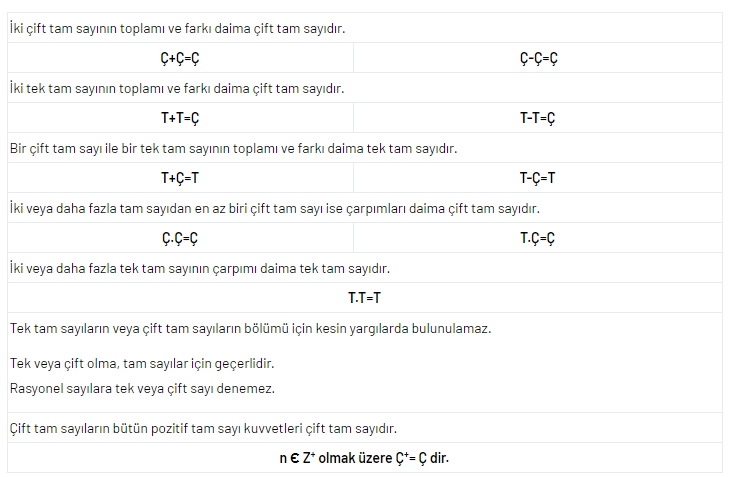 İki çift tam sayının toplamı ve farkı daima çift tam sayıdır.
Ç+Ç=Ç
Ç-Ç=Ç
İki tek tam sayının toplamı ve farkı daima çift tam sayıdır.
T+T=Ç
T-T=Ç
Bir çift tam sayı ile bir tek tam sayının toplamı ve farkı daima tek tam sayıdır.
T+Ç=T
T-Ç=T
İki veya daha fazla tam sayıdan en az biri çift tam sayı ise çarpımları daima çift tam sayıdır.
Ç.Ç=Ç
T.Ç=Ç
İki veya daha fazla tek tam sayının çarpımı daima tek tam sayıdır.
T.T=T
Tek tam sayıların veya çift tam sayıların bölümü için kesin yargılarda bulunulamaz.
Tek veya çift olma, tam sayılar için geçerlidir.
Rasyonel sayılara tek veya çift sayı denemez.
Çift tam sayıların bütün pozitif tam sayı kuvvetleri çift tam sayıdır.
n Є Z⁺ olmak üzere Ç⁺= Ç dir.